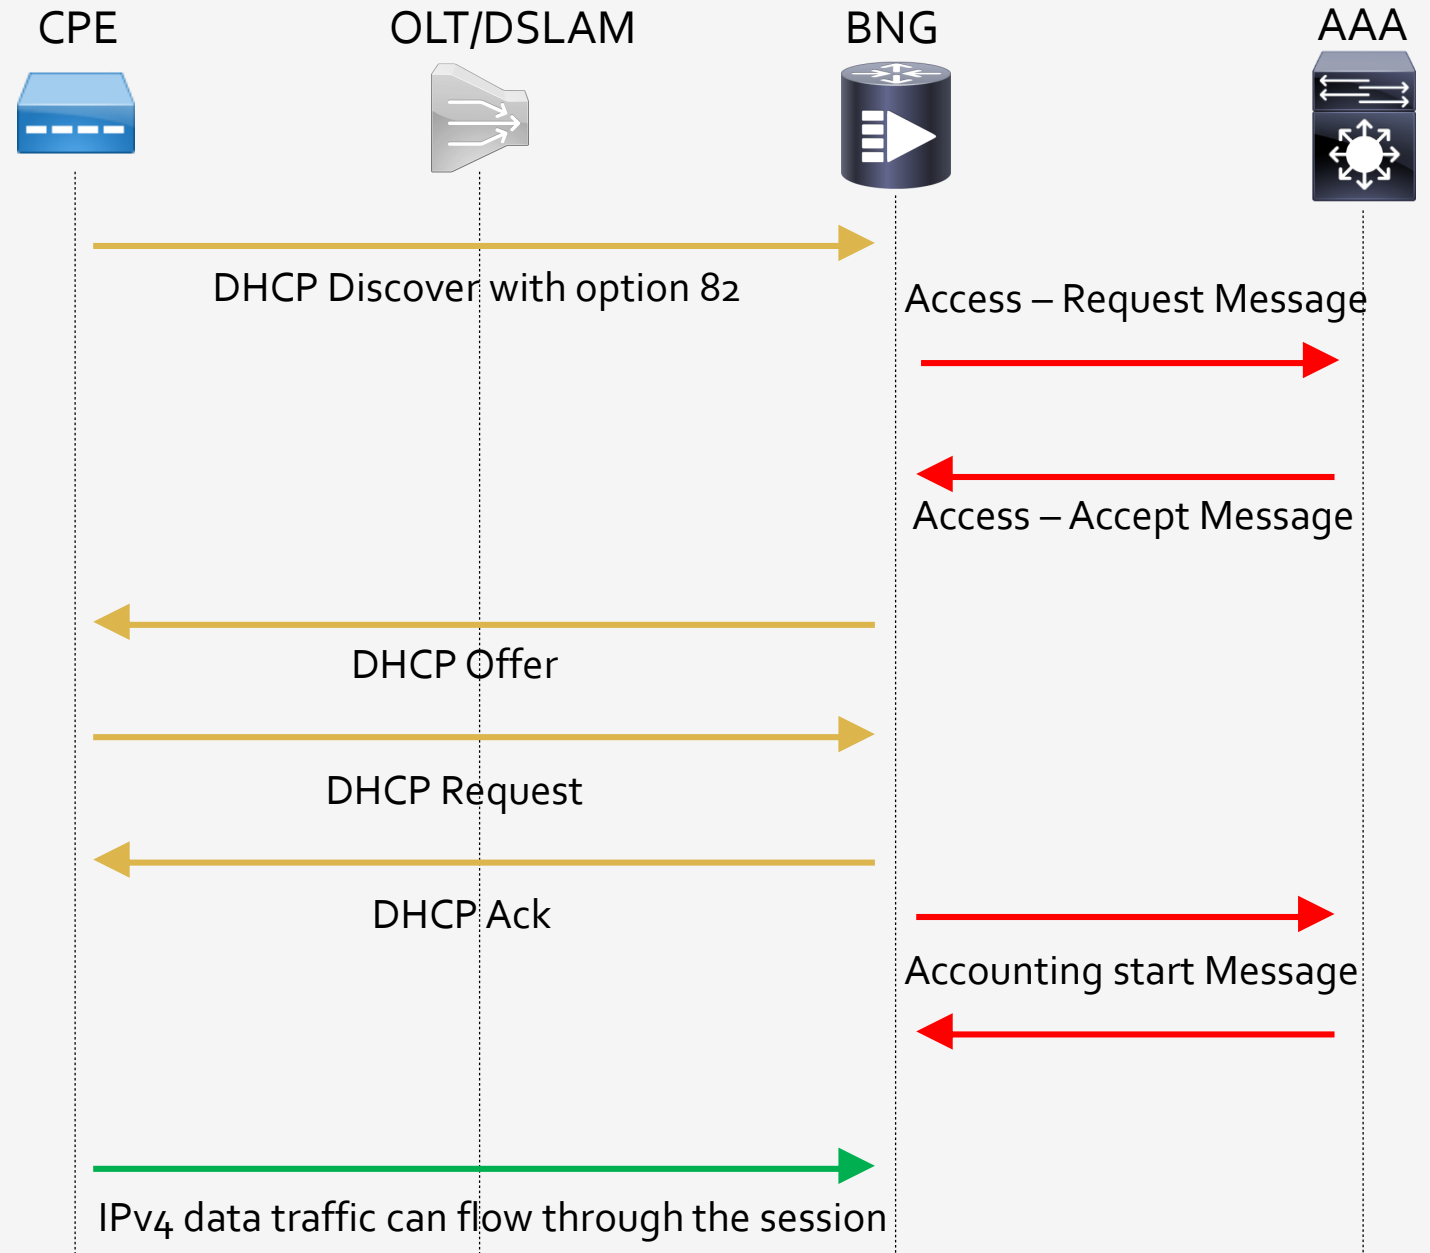 CPE
OLT/DSLAM
BNG
AAA
DHCP Discover with option 82
Access – Request Message
Access – Accept Message
DHCP Offer
DHCP Request
DHCP Ack
Accounting start Message
IPv4 data traffic can flow through the session